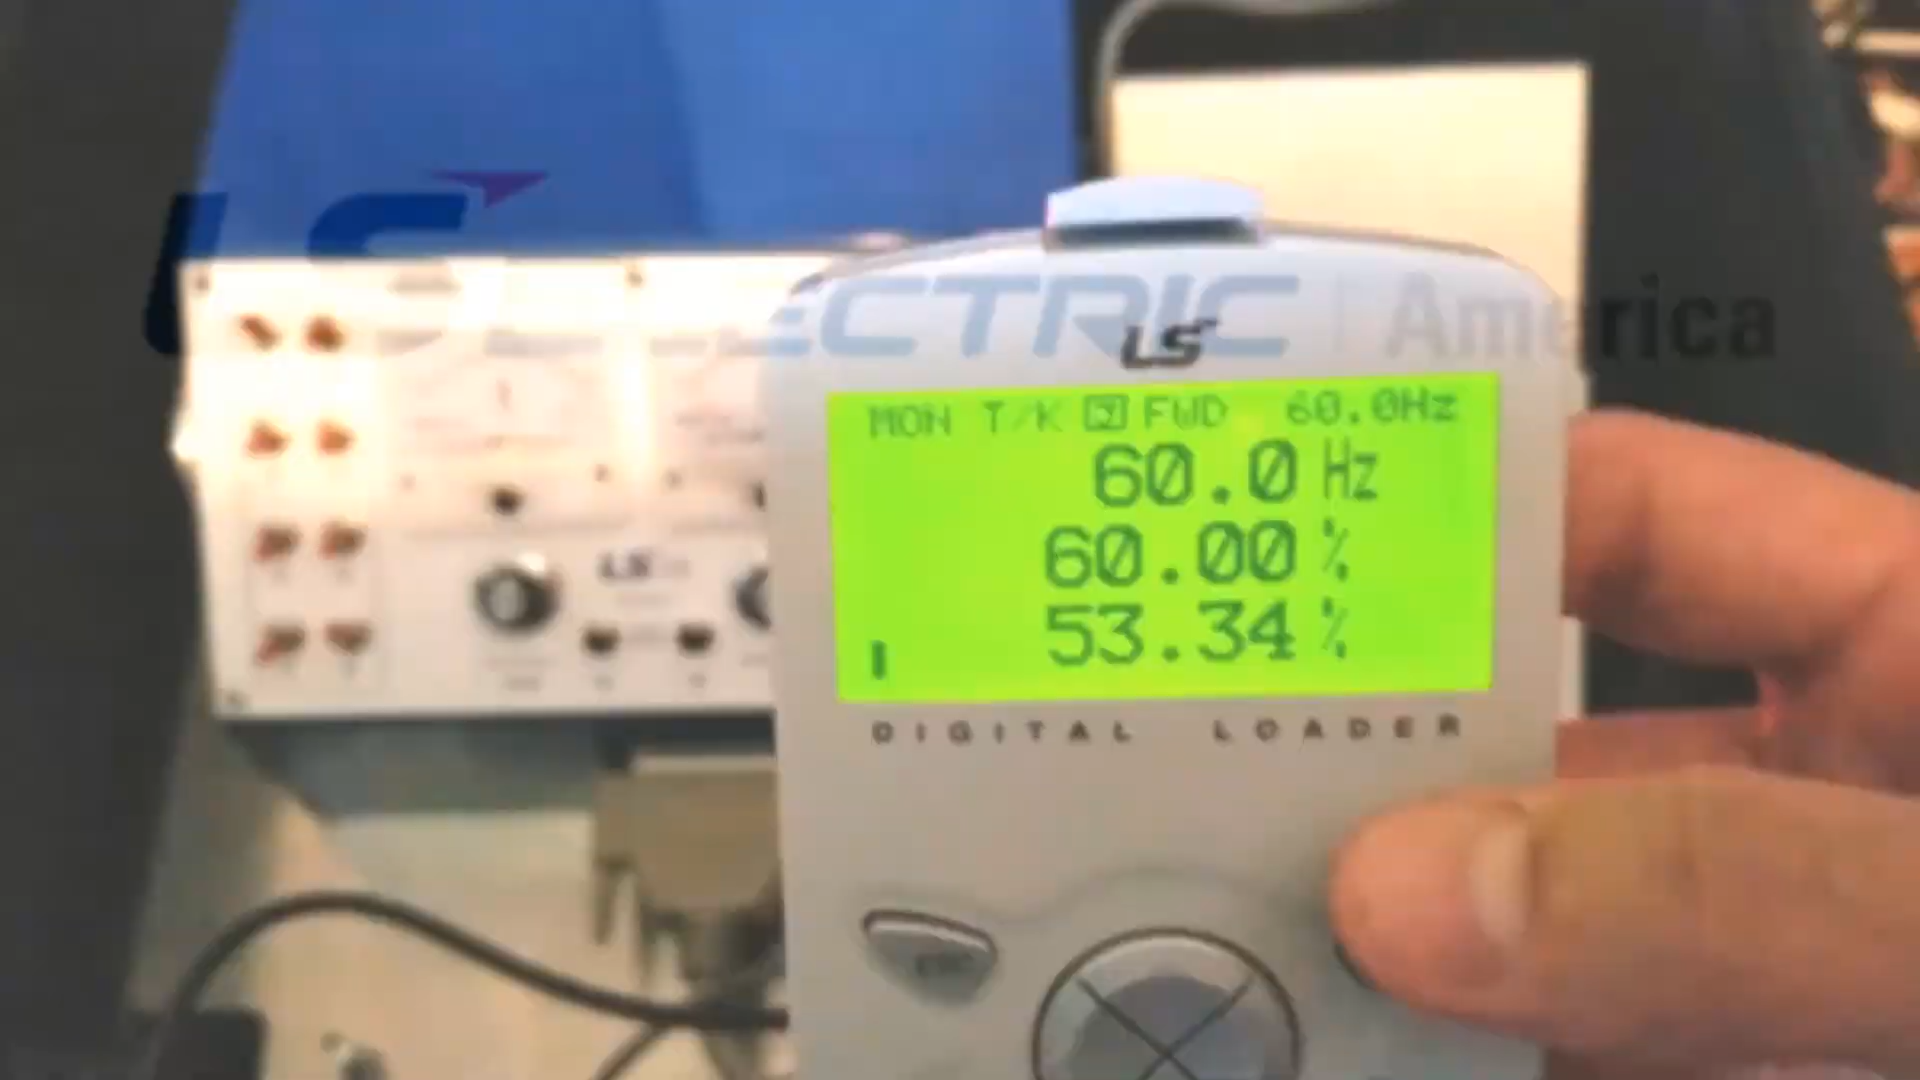 LS ELECTRIC | America
LS
MON T/K FWD 60.0Hz
60.0 Hz
60.00 %
53.34 %
DIGITAL LOADER
LS